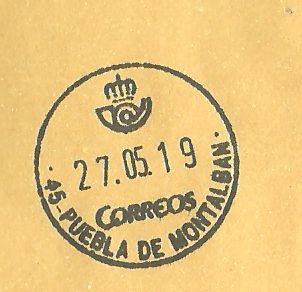 27.05.19
CORREOS
·45·PUEBLA DE MONTALBAN·